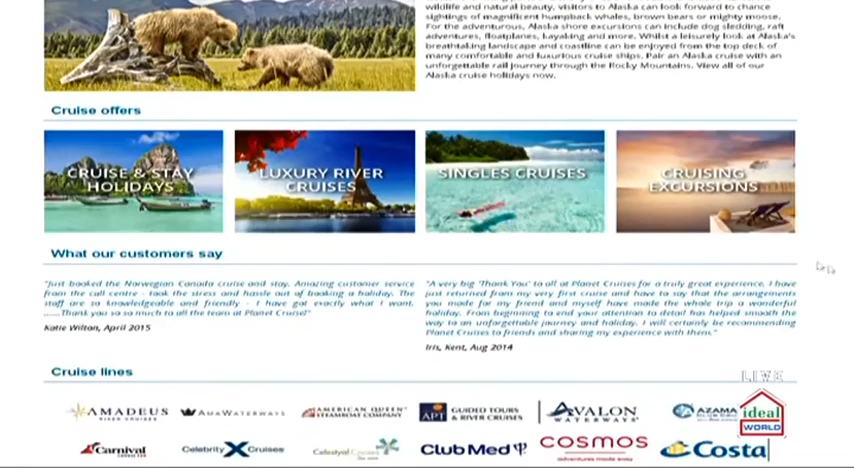 wildlife and natural beauty, visitors to Alaska can look forward to chance
sightings of magnificent humpback whales, brown bears or mighty moose.
For the adventurous, Alaska shore excursions can include dog sledding, raft
adventures, floatplanes, kayaking and more. Whilst a leisurely look at Alaska's
breathtaking landscape and coastline can be enjoyed from the top deck of
many comfortable and luxurious cruise ships. Pair an Alaska cruise with an
unforgettable rail journey through the Rocky Mountains. View all of our
Alaska cruise holidays now.
Cruise offers
CRUISE & STAY
HOLIDAYS
LUXURY RIVER
CRUISES
SINGLES CRUISES
CRUISING
EXCURSIONS
What our customers say
"Just booked the Norwegian Canada cruise and stay. Amazing customer service
from the call centre - took the stress and hassle out of booking a holiday. The
staff are so knowledgeable and friendly - I have got exactly what I want.
......Thank you so so much to all the team at Planet Cruise!"
Katie Wilton, April 2015
"A very big 'Thank You' to all at Planet Cruises for a truly great experience. I have
just returned from my very first cruise and have to say that the arrangements
you made for my friend and myself have made the whole trip a wonderful
holiday. From beginning to end your attention to detail has helped smooth the
way to an unforgettable journey and holiday. I will certainly be recommending
Planet Cruises to friends and sharing my experience with them."
Iris, Kent, Aug 2014
Cruise lines
LIVE
AMADEUS
RIVER CRUISES
AMAWATERWAYS
AMERICAN QUEEN
STEAMBOAT COMPANY
APT GUIDED TOURS
& RIVER CRUISES
AVALON
WATERWAYS
AZAMA
ideal
WORLD
Carnival
Celebrity X Cruises
Celestyal Cruises
Club Med
COSMOS
adventures made easy
Costa